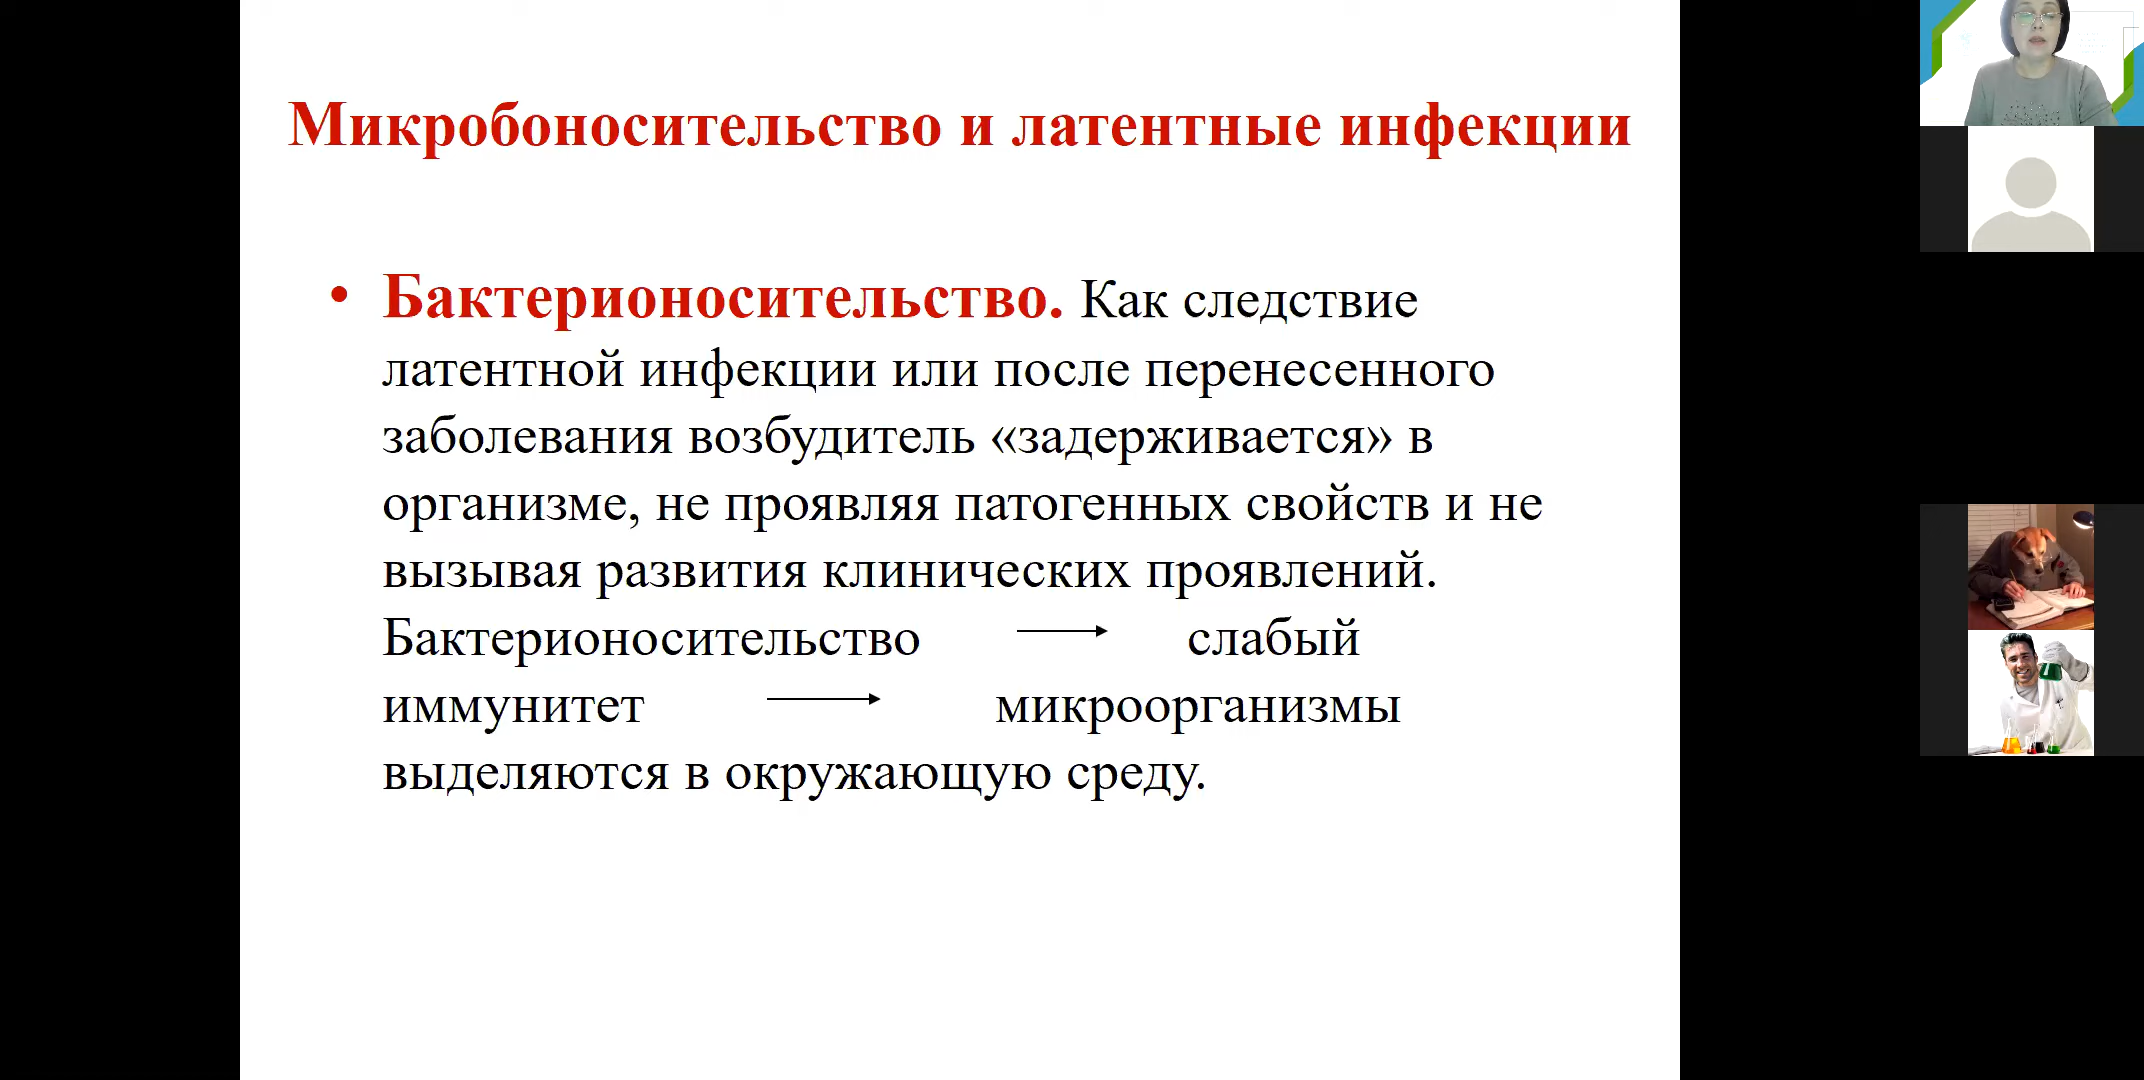 Микробоносительство и латентные инфекции
• Бактерионосительство. Как следствие
латентной инфекции или после перенесенного
заболевания возбудитель «задерживается» в
организме, не проявляя патогенных свойств и не
вызывая развития клинических проявлений.
Бактерионосительство → слабый
иммунитет → микроорганизмы
выделяются в окружающую среду.